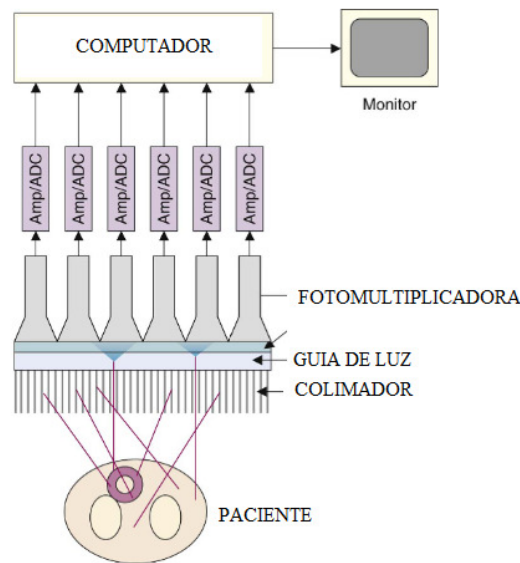 COMPUTADOR
Monitor
Amp/ADC
Amp/ADC
Amp/ADC
Amp/ADC
Amp/ADC
Amp/ADC
FOTOMULTIPLICADORA
GUIA DE LUZ
COLIMADOR
PACIENTE